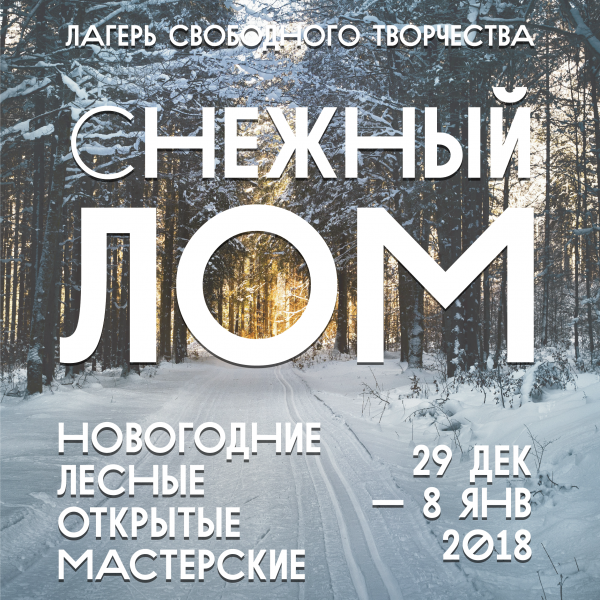 ЛАГЕРЬ СВОБОДНОГО ТВОРЧЕСТВА
СНЕЖНЫЙ
ЛОМ
НОВОГОДНИЕ
ЛЕСНЫЕ
ОТКРЫТЫЕ
МАСТЕРСКИЕ
29 ДЕК
— 8 ЯНВ
2018